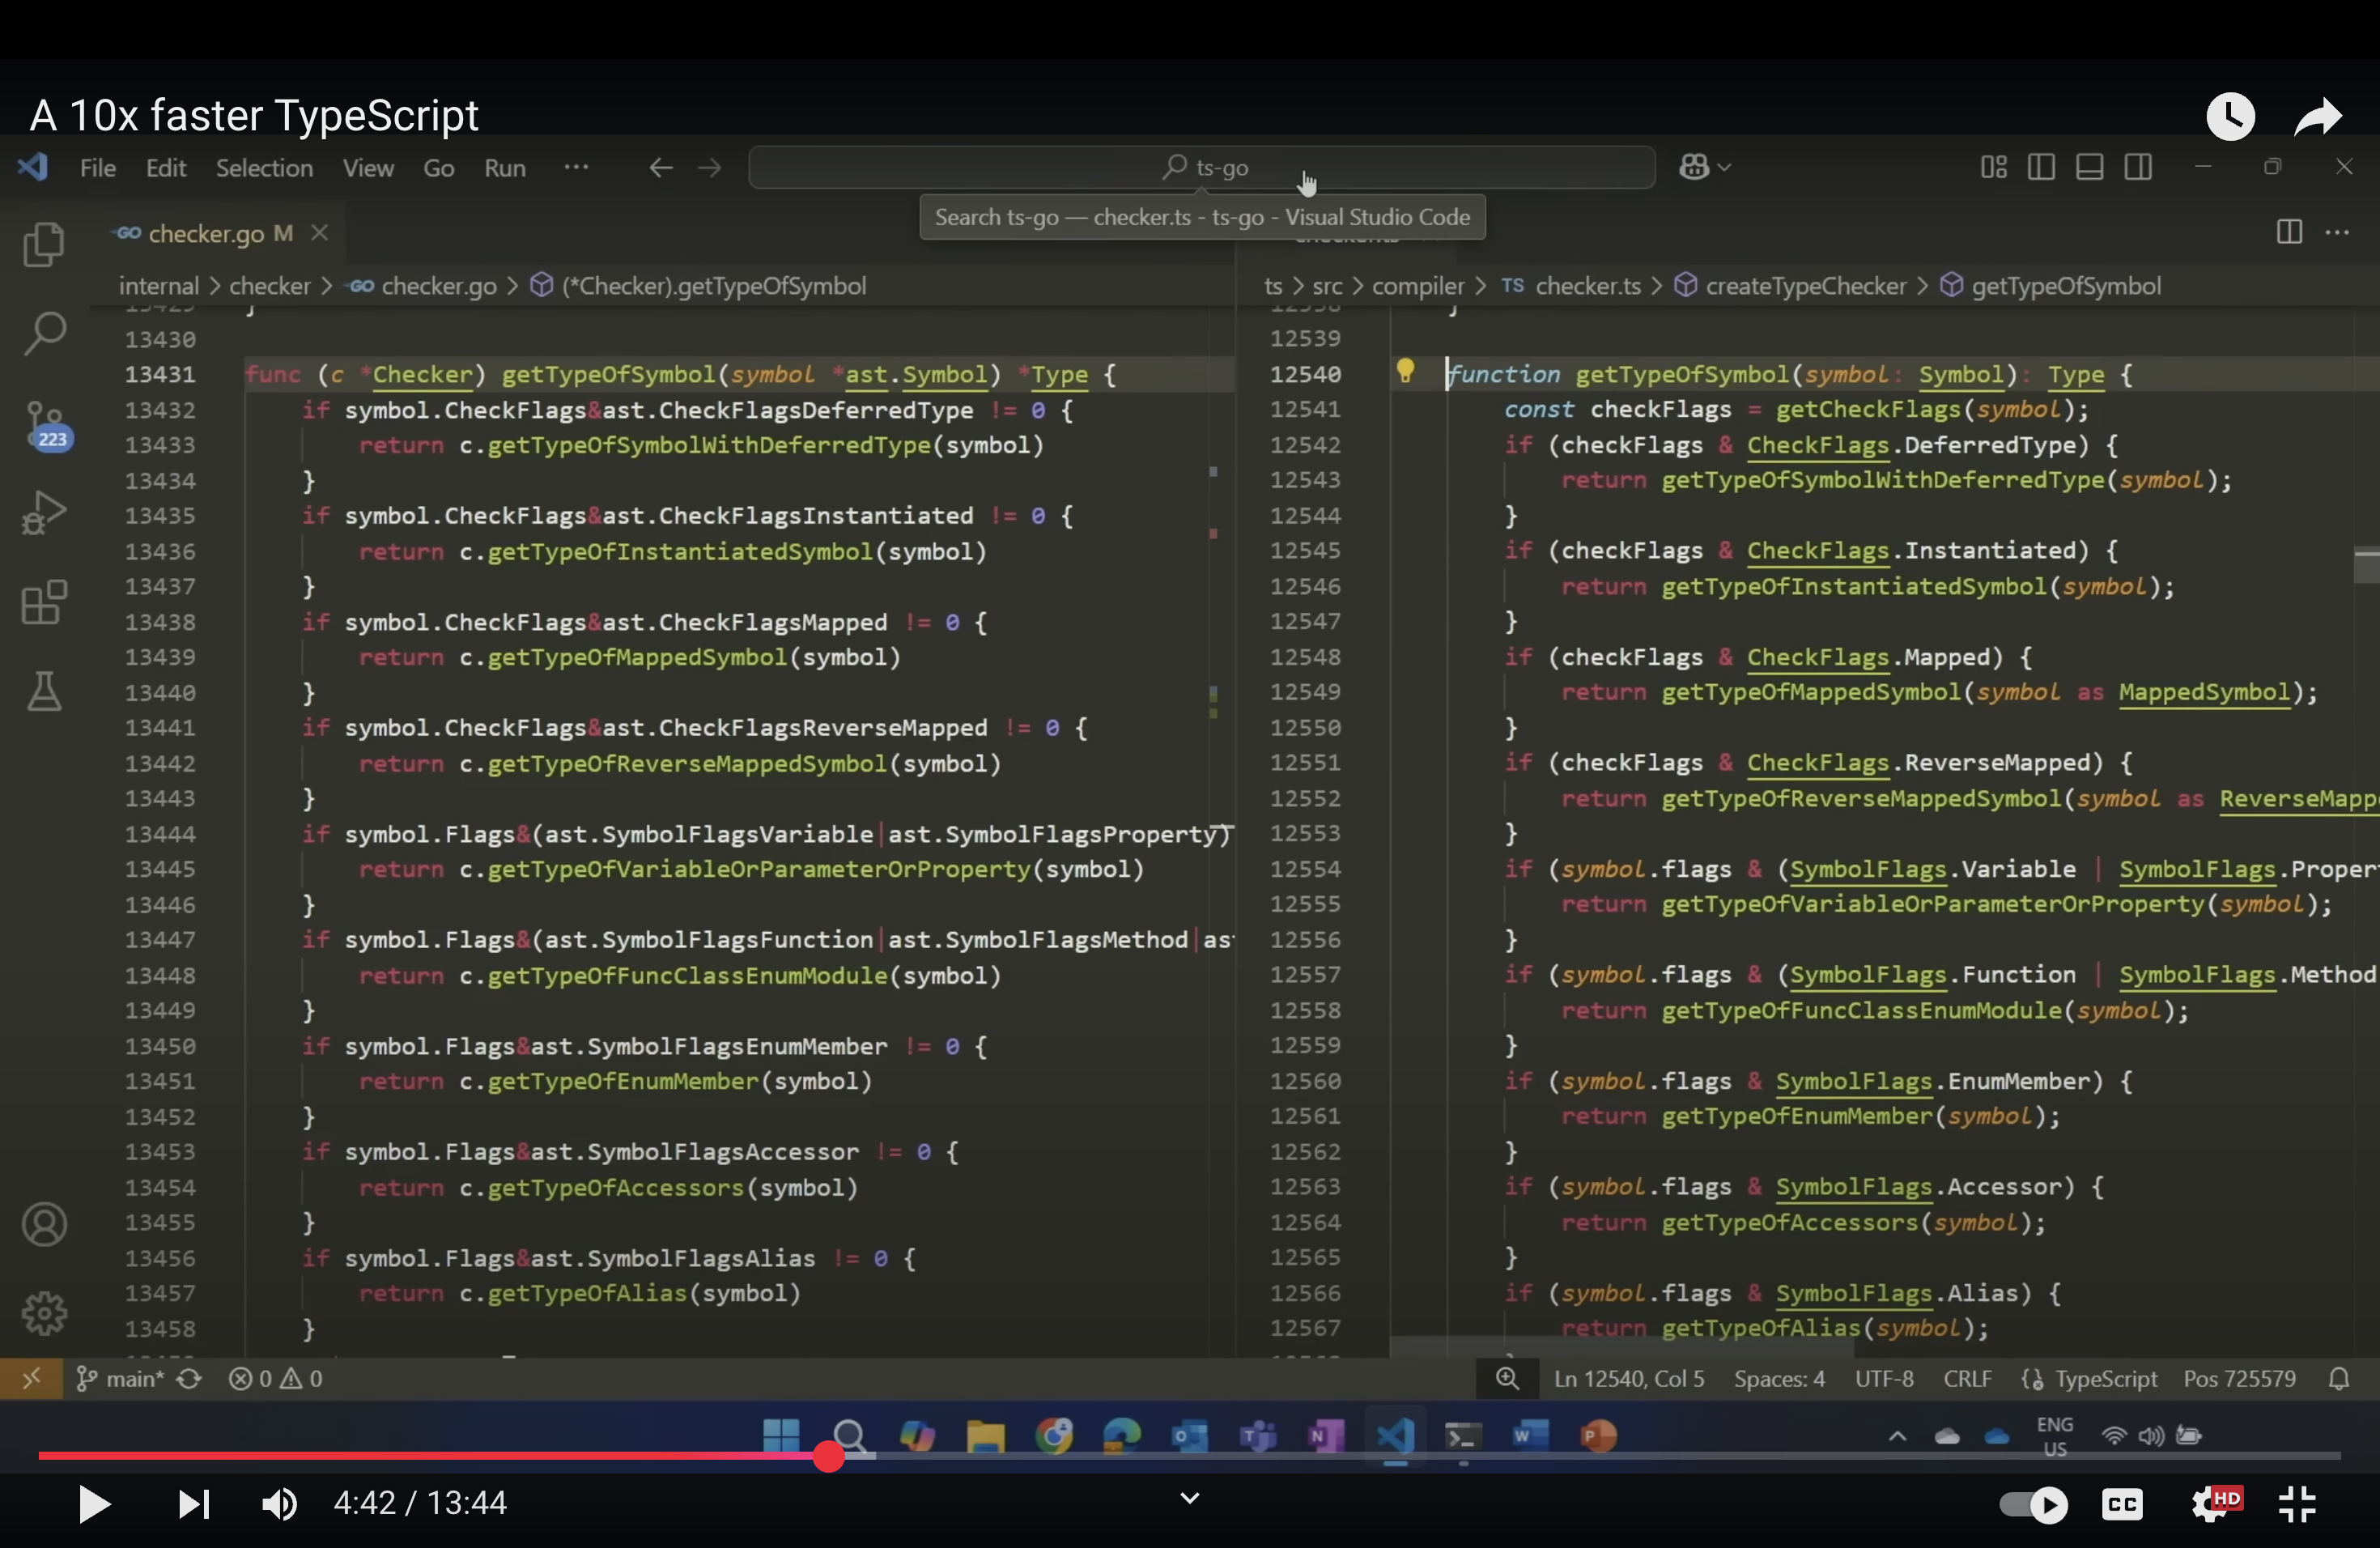 A 10x faster TypeScript
File Edit Selection View Go Run ··· ts-go
Search ts-go — checker.ts - ts-go - Visual Studio Code
GO checker.go M
internal > checker > GO checker.go > (*Checker).getTypeOfSymbol
13430
13431 func (c *Checker) getTypeOfSymbol(symbol *ast.Symbol) *Type {
13432 if symbol.CheckFlags&ast.CheckFlagsDeferredType != 0 {
13433 return c.getTypeOfSymbolWithDeferredType(symbol)
13434 }
13435 if symbol.CheckFlags&ast.CheckFlagsInstantiated != 0 {
13436 return c.getTypeOfInstantiatedSymbol(symbol)
13437 }
13438 if symbol.CheckFlags&ast.CheckFlagsMapped != 0 {
13439 return c.getTypeOfMappedSymbol(symbol)
13440 }
13441 if symbol.CheckFlags&ast.CheckFlagsReverseMapped != 0 {
13442 return c.getTypeOfReverseMappedSymbol(symbol)
13443 }
13444 if symbol.Flags&(ast.SymbolFlagsVariable|ast.SymbolFlagsProperty)
13445 return c.getTypeOfVariableOrParameterOrProperty(symbol)
13446 }
13447 if symbol.Flags&(ast.SymbolFlagsFunction|ast.SymbolFlagsMethod|as
13448 return c.getTypeOfFuncClassEnumModule(symbol)
13449 }
13450 if symbol.Flags&ast.SymbolFlagsEnumMember != 0 {
13451 return c.getTypeOfEnumMember(symbol)
13452 }
13453 if symbol.Flags&ast.SymbolFlagsAccessor != 0 {
13454 return c.getTypeOfAccessors(symbol)
13455 }
13456 if symbol.Flags&ast.SymbolFlagsAlias != 0 {
13457 return c.getTypeOfAlias(symbol)
13458 }
ts > src > compiler > TS checker.ts > createTypeChecker > getTypeOfSymbol
12539
12540 function getTypeOfSymbol(symbol: Symbol): Type {
12541 const checkFlags = getCheckFlags(symbol);
12542 if (checkFlags & CheckFlags.DeferredType) {
12543 return getTypeOfSymbolWithDeferredType(symbol);
12544 }
12545 if (checkFlags & CheckFlags.Instantiated) {
12546 return getTypeOfInstantiatedSymbol(symbol);
12547 }
12548 if (checkFlags & CheckFlags.Mapped) {
12549 return getTypeOfMappedSymbol(symbol as MappedSymbol);
12550 }
12551 if (checkFlags & CheckFlags.ReverseMapped) {
12552 return getTypeOfReverseMappedSymbol(symbol as ReverseMapp
12553 }
12554 if (symbol.flags & (SymbolFlags.Variable | SymbolFlags.Proper
12555 return getTypeOfVariableOrParameterOrProperty(symbol);
12556 }
12557 if (symbol.flags & (SymbolFlags.Function | SymbolFlags.Method
12558 return getTypeOfFuncClassEnumModule(symbol);
12559 }
12560 if (symbol.flags & SymbolFlags.EnumMember) {
12561 return getTypeOfEnumMember(symbol);
12562 }
12563 if (symbol.flags & SymbolFlags.Accessor) {
12564 return getTypeOfAccessors(symbol);
12565 }
12566 if (symbol.flags & SymbolFlags.Alias) {
12567 return getTypeOfAlias(symbol);
223
main* 0 0 Ln 12540, Col 5 Spaces: 4 UTF-8 CRLF TypeScript Pos 725579
ENG
US
4:42 / 13:44 CC HD